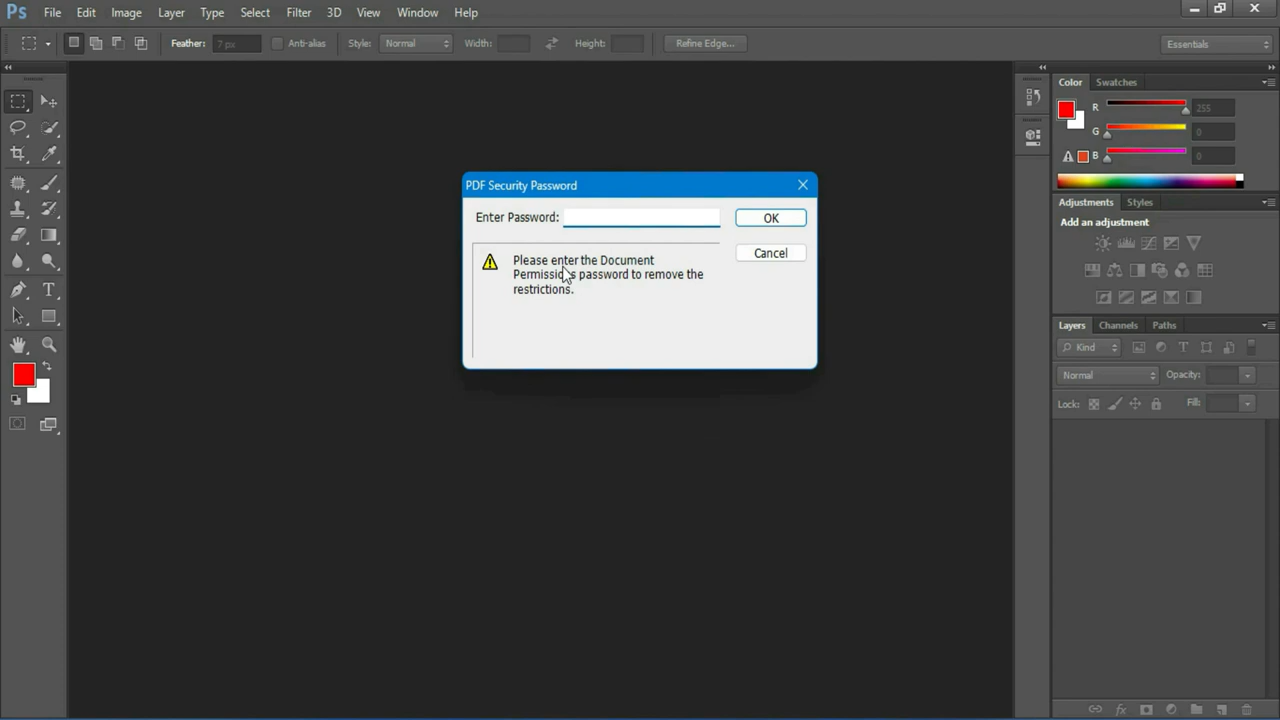 Ps File Edit Image Layer Type Select Filter 3D View Window Help
Feather: 7 px Anti-alias Style: Normal Width: Height: Refine Edge... Essentials
Color Swatches
R 255
G 0
B 0
PDF Security Password
Enter Password: OK
Please enter the Document Cancel
Permissions password to remove the
restrictions.
Adjustments Styles
Add an adjustment
T
Layers Channels Paths
Kind T
Normal Opacity:
Lock: Fill:
fx